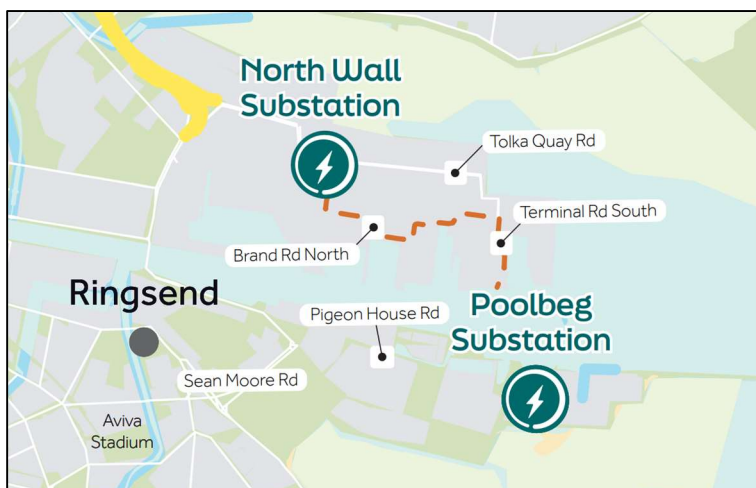 North Wall
Substation
Tolka Quay Rd
Terminal Rd South
Brand Rd North
Ringsend
Poolbeg
Substation
Pigeon House Rd
Sean Moore Rd
Aviva
Stadium